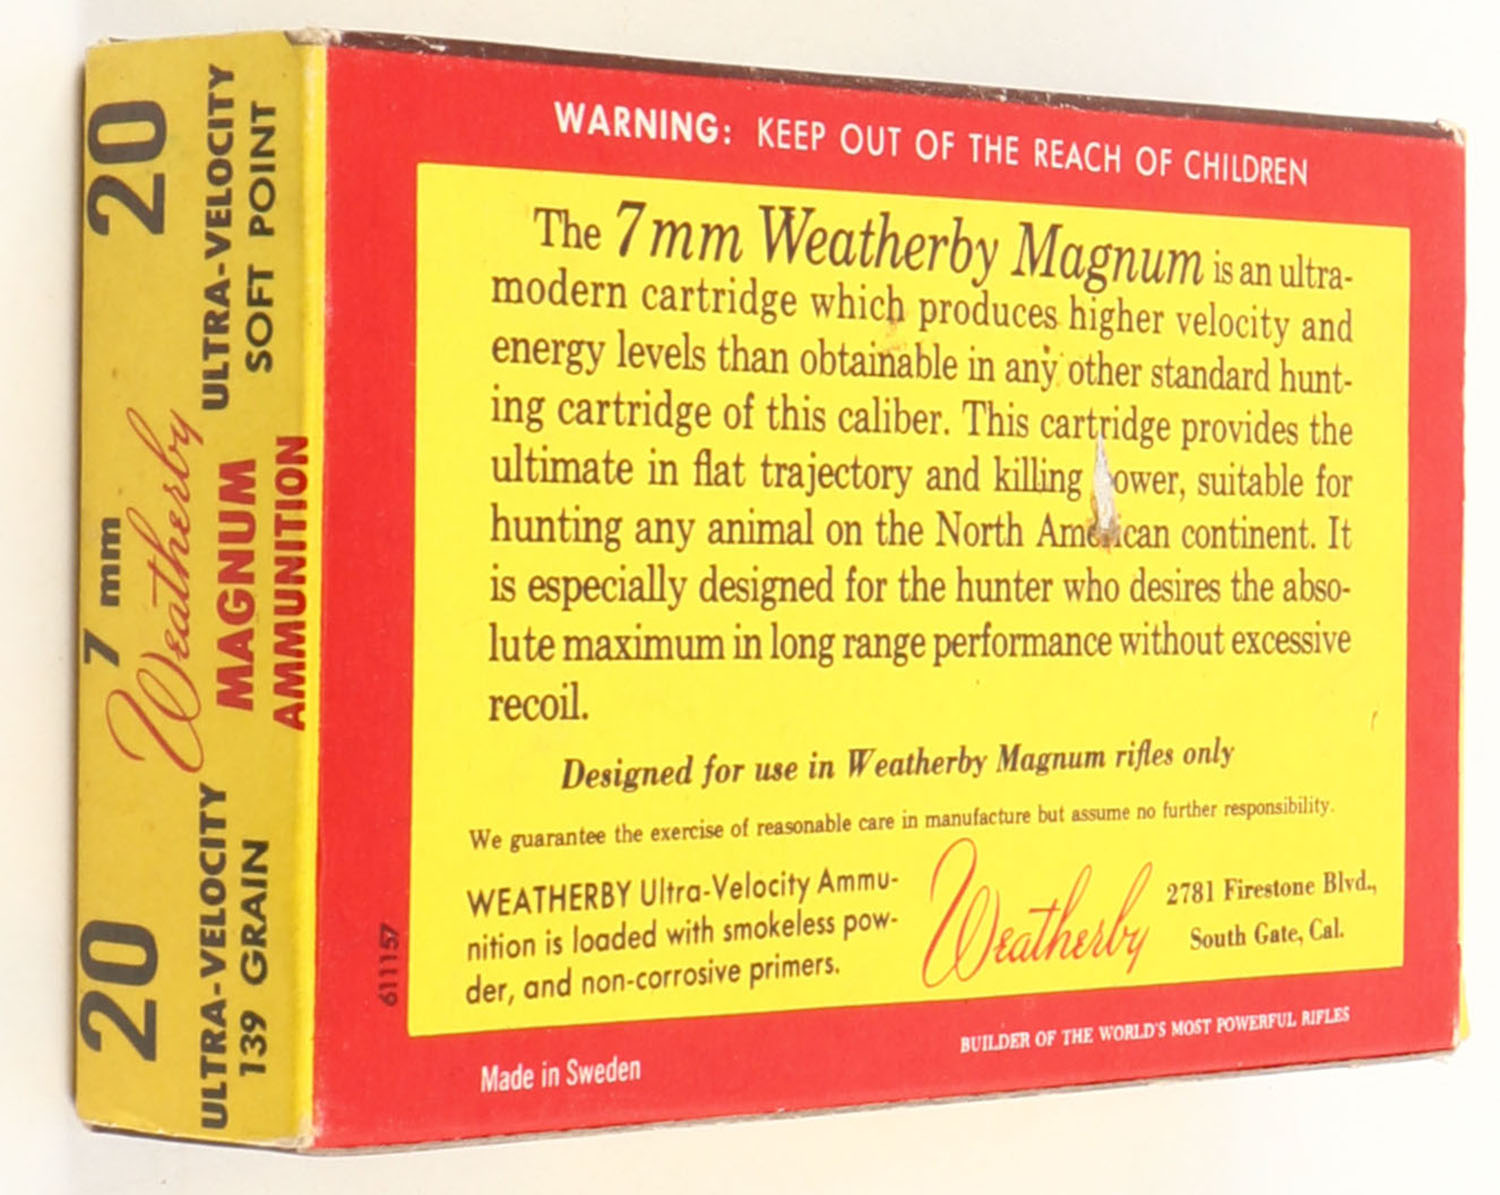 WARNING: KEEP OUT OF THE REACH OF CHILDREN
The 7mm Weatherby Magnum is an ultra-
modern cartridge which produces higher velocity and
energy levels than obtainable in any other standard hunt-
ing cartridge of this caliber. This cartridge provides the
ultimate in flat trajectory and killing ower, suitable for
hunting any animal on the North American continent. It
is especially designed for the hunter who desires the abso-
lute maximum in long range performance without excessive
recoil.
Designed for use in Weatherby Magnum rifles only
We guarantee the exercise of reasonable care in manufacture but assume no further responsibility.
WEATHERBY Ultra-Velocity Ammu-
nition is loaded with smokeless pow-
der, and non-corrosive primers.
Weatherby
2781 Firestone Blvd.,
South Gate, Cal.
611157
Made in Sweden
BUILDER OF THE WORLD'S MOST POWERFUL RIFLES
20 7 mm 20
Weatherby
ULTRA-VELOCITY MAGNUM ULTRA-VELOCITY
139 GRAIN AMMUNITION SOFT POINT